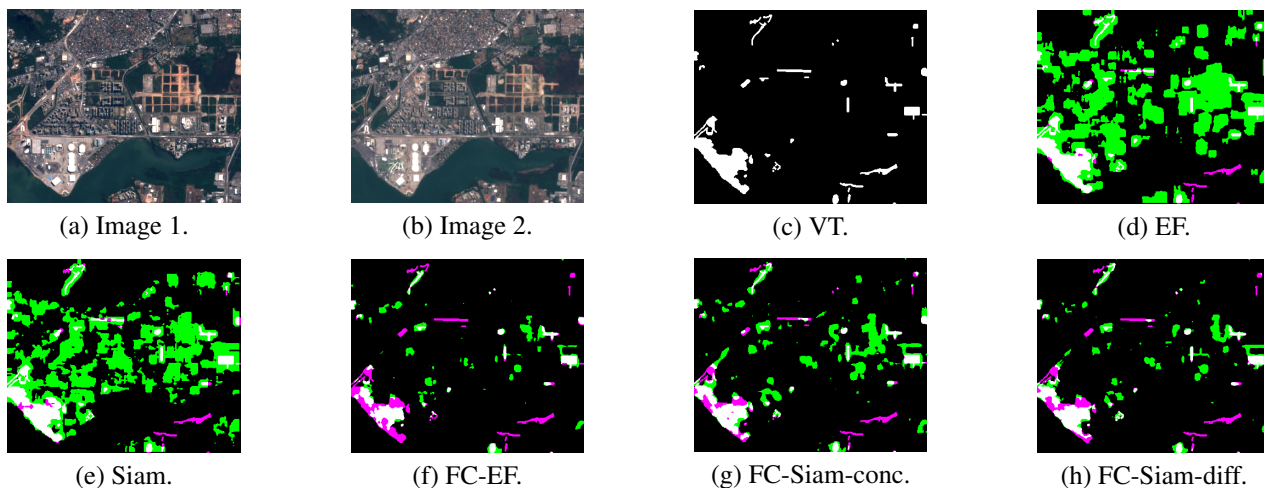 (a) Image 1.
(b) Image 2.
(c) VT.
(d) EF.
(e) Siam.
(f) FC-EF.
(g) FC-Siam-conc.
(h) FC-Siam-diff.